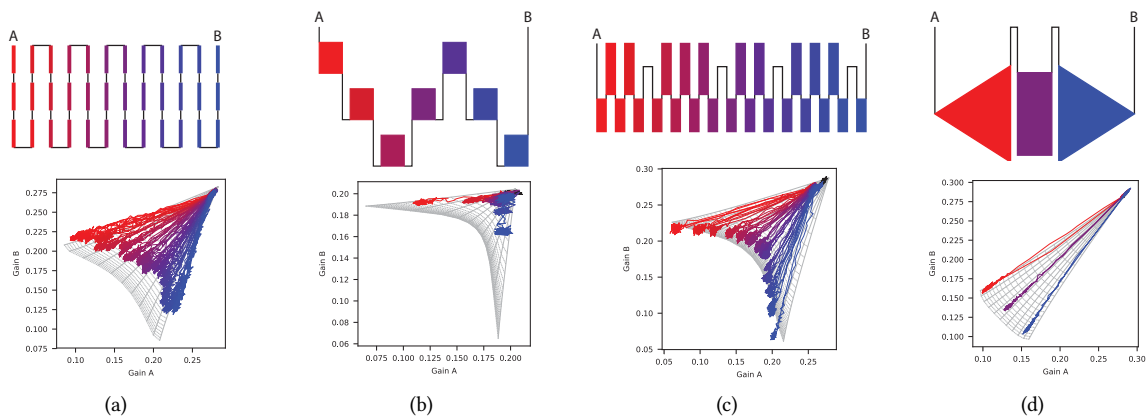 A B
0.275
0.250
0.225
0.200
0.175
0.150
0.125
0.100
0.075
Gain B
0.10 0.15 0.20 0.25
Gain A
(a)
A B
0.20
0.18
0.16
0.14
0.12
0.10
0.08
0.06
Gain B
0.075 0.100 0.125 0.150 0.175 0.200
Gain A
(b)
A B
0.30
0.25
0.20
0.15
0.10
0.05
Gain B
0.05 0.10 0.15 0.20 0.25
Gain A
(c)
A B
0.300
0.275
0.250
0.225
0.200
0.175
0.150
0.125
0.100
Gain B
0.10 0.15 0.20 0.25 0.30
Gain A
(d)